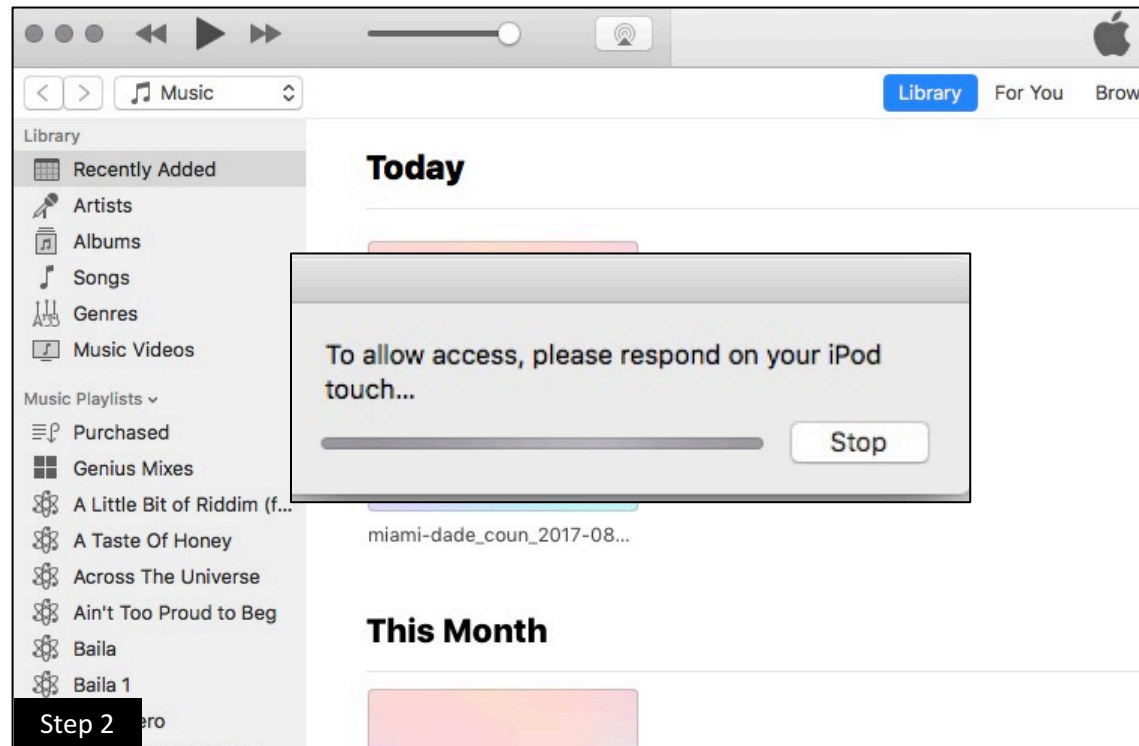 Music
Library
For You
Brow
Library
Recently Added
Artists
Albums
Songs
Genres
Music Videos
Music Playlists
Purchased
Genius Mixes
A Little Bit of Riddim (f...
A Taste Of Honey
Across The Universe
Ain't Too Proud to Beg
Baila
Baila 1
ero
Today
To allow access, please respond on your iPod
touch...
Stop
miami-dade_coun_2017-08...
This Month
Step 2